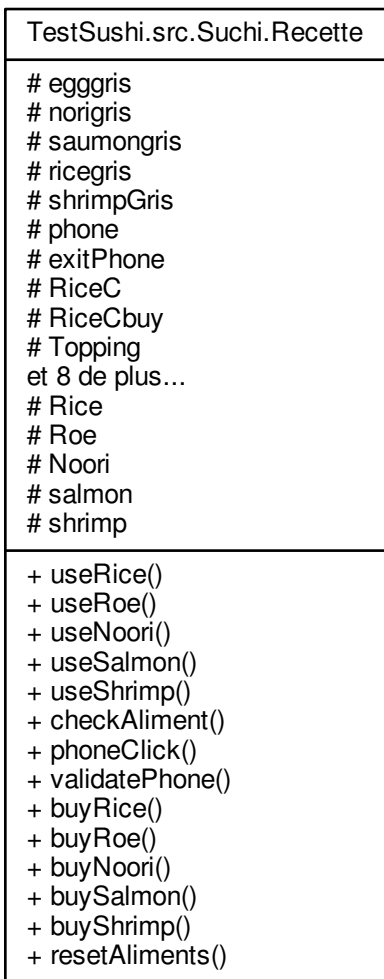 TestSushi.src.Suchi.Recette
# egggris
# norigris
# saumongris
# ricegris
# shrimpGris
# phone
# exitPhone
# RiceC
# RiceCbuy
# Topping
et 8 de plus...
# Rice
# Roe
# Noori
# salmon
# shrimp
+ useRice()
+ useRoe()
+ useNoori()
+ useSalmon()
+ useShrimp()
+ checkAliment()
+ phoneClick()
+ validatePhone()
+ buyRice()
+ buyRoe()
+ buyNoori()
+ buySalmon()
+ buyShrimp()
+ resetAliments()